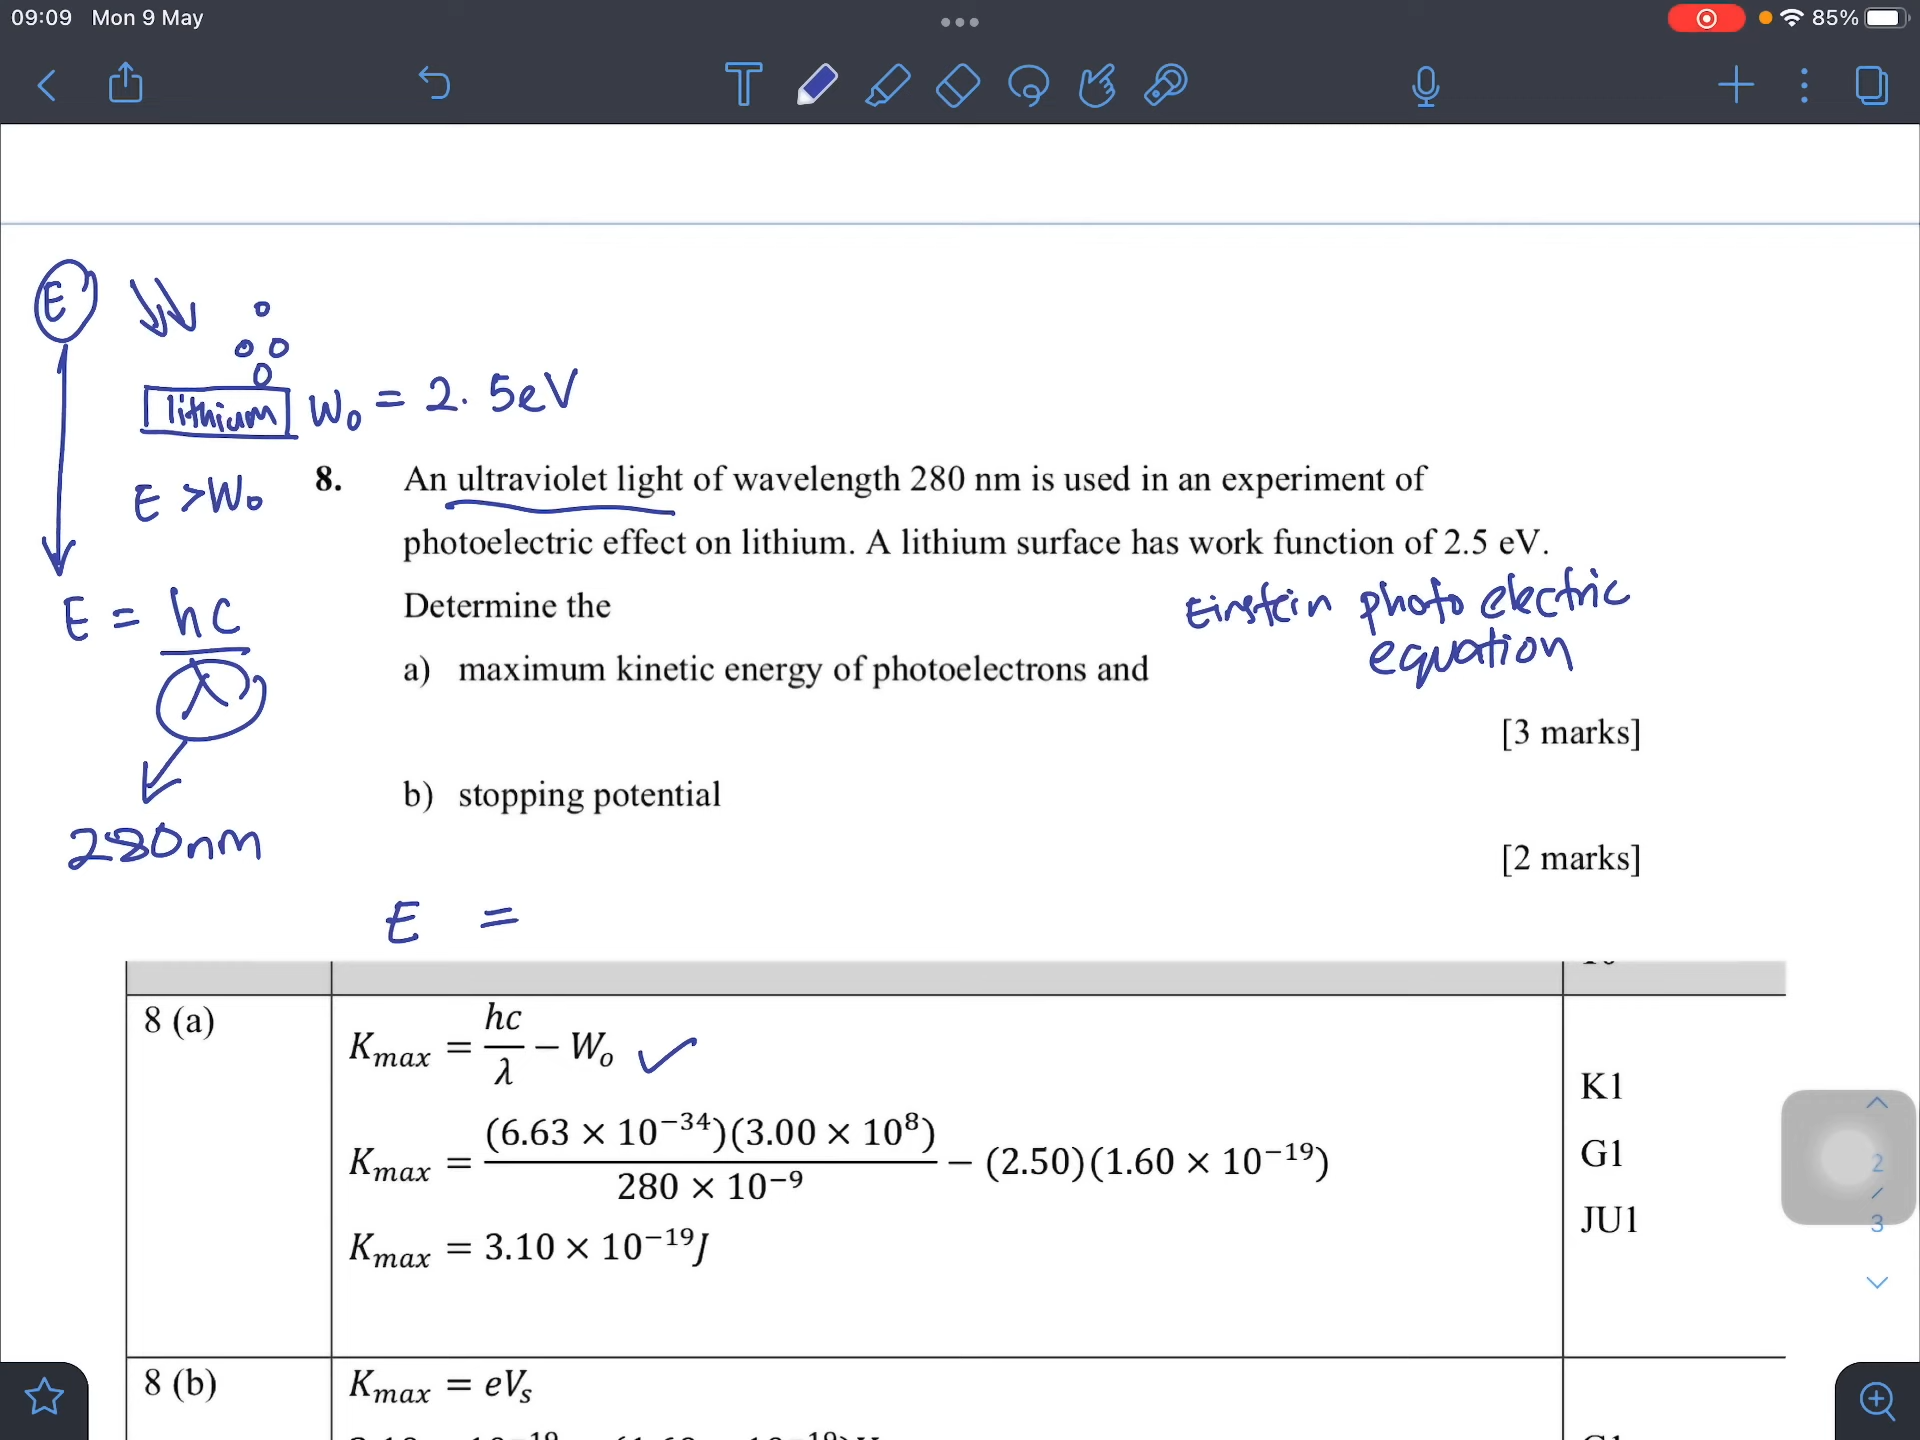 09:09 Mon 9 May
85%
T
E
lithium W₀ = 2.5eV
E > W₀
8. An ultraviolet light of wavelength 280 nm is used in an experiment of
photoelectric effect on lithium. A lithium surface has work function of 2.5 eV.
Determine the
Einstein photo electric
equation
E = hc/λ
a) maximum kinetic energy of photoelectrons and
[3 marks]
b) stopping potential
280nm
[2 marks]
E =
8 (a)
K_max = hc/λ − W_o
K1
K_max = (6.63 × 10⁻³⁴)(3.00 × 10⁸)/280 × 10⁻⁹ − (2.50)(1.60 × 10⁻¹⁹)
G1
K_max = 3.10 × 10⁻¹⁹J
JU1
2
/
3
8 (b)
K_max = eV_s